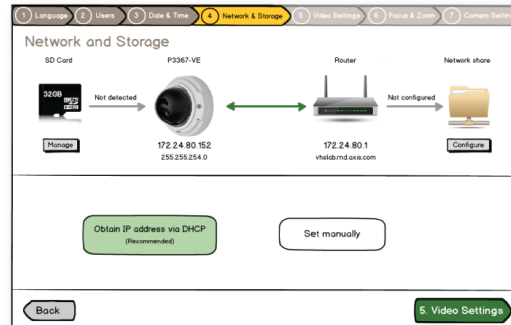 1 Language
2 Users
3 Date & Time
4 Network & Storage
5 Video Settings
6 Focus & Zoom
7 Camera Settin
Network and Storage
SD Card
P3367-VE
Router
Network share
32GB
Not detected
Not configured
Manage
172.24.80.152
172.24.80.1
Configure
255.255.254.0
vhslab.rnd.axis.com
Obtain IP address via DHCP
(Recommended)
Set manually
Back
5. Video Settings